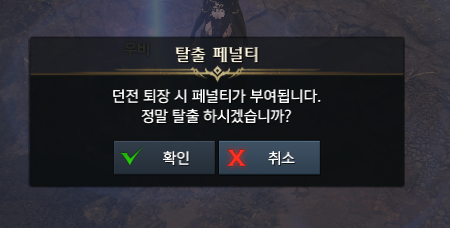 탈출 페널티
던전 퇴장 시 페널티가 부여됩니다.
정말 탈출 하시겠습니까?
확인
취소